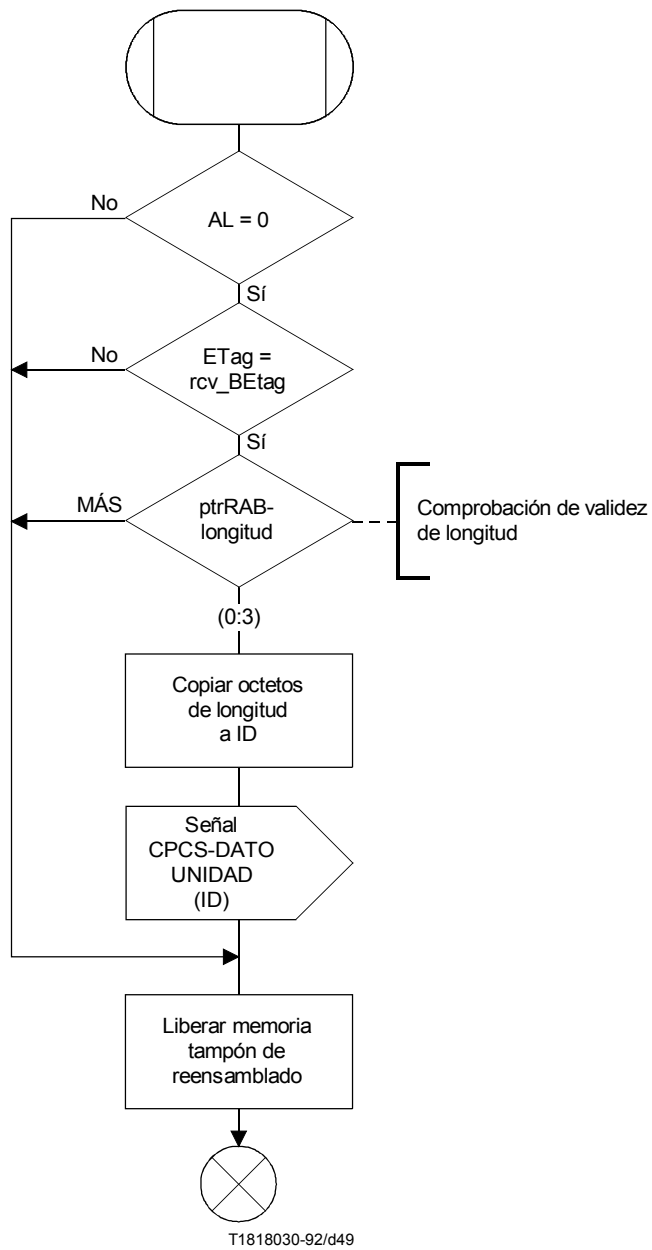 No
AL = 0
Sí
No
ETag =
rcv_BEtag
Sí
MÁS
ptrRAB-
longitud
Comprobación de validez
de longitud
(0:3)
Copiar octetos
de longitud
a ID
Señal
CPCS-DATO
UNIDAD
(ID)
Liberar memoria
tampón de
reensamblado
T1818030-92/d49